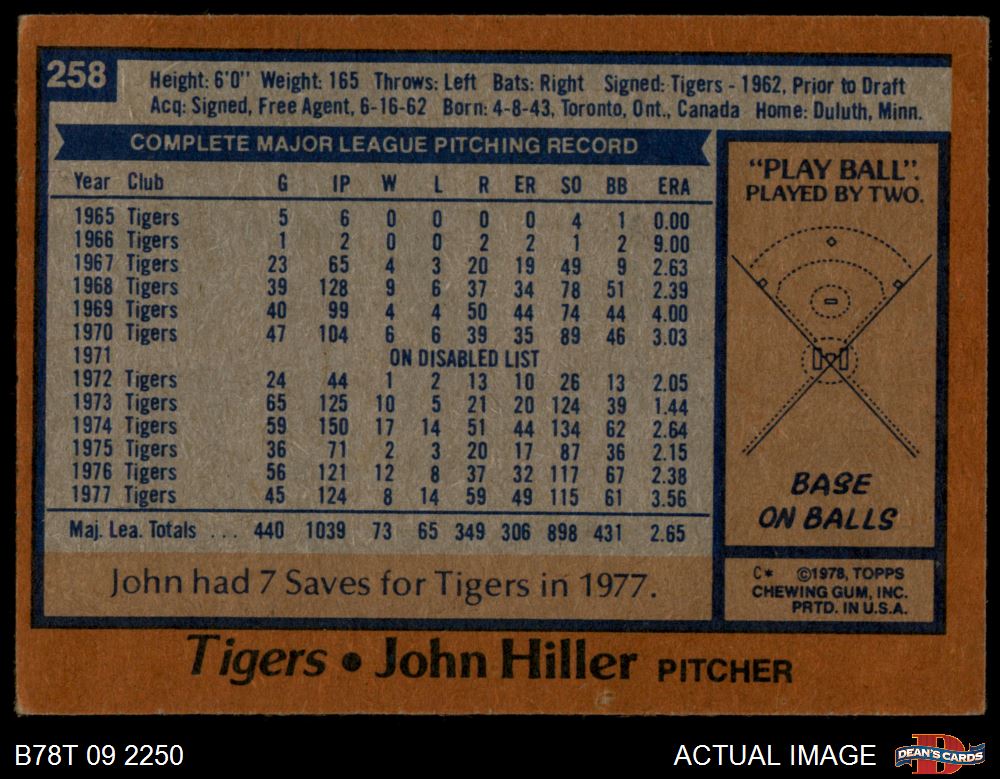 258
Height: 6'0" Weight: 165 Throws: Left Bats: Right Signed: Tigers - 1962, Prior to Draft
Acq: Signed, Free Agent, 6-16-62 Born: 4-8-43, Toronto, Ont., Canada Home: Duluth, Minn.
COMPLETE MAJOR LEAGUE PITCHING RECORD
Year Club G IP W L R ER SO BB ERA
1965 Tigers 5 6 0 0 0 0 4 1 0.00
1966 Tigers 1 2 0 0 2 2 1 2 9.00
1967 Tigers 23 65 4 3 20 19 49 9 2.63
1968 Tigers 39 128 9 6 37 34 78 51 2.39
1969 Tigers 40 99 4 4 50 44 74 44 4.00
1970 Tigers 47 104 6 6 39 35 89 46 3.03
1971 ON DISABLED LIST
1972 Tigers 24 44 1 2 13 10 26 13 2.05
1973 Tigers 65 125 10 5 21 20 124 39 1.44
1974 Tigers 59 150 17 14 51 44 134 62 2.64
1975 Tigers 36 71 2 3 20 17 87 36 2.15
1976 Tigers 56 121 12 8 37 32 117 67 2.38
1977 Tigers 45 124 8 14 59 49 115 61 3.56
Maj. Lea. Totals ... 440 1039 73 65 349 306 898 431 2.65
John had 7 Saves for Tigers in 1977.
"PLAY BALL".
PLAYED BY TWO.
BASE
ON BALLS
C* ©1978, TOPPS
CHEWING GUM, INC.
PRTD. IN U.S.A.
Tigers • John Hiller PITCHER
B78T 09 2250
ACTUAL IMAGE
D
DEAN'S CARDS